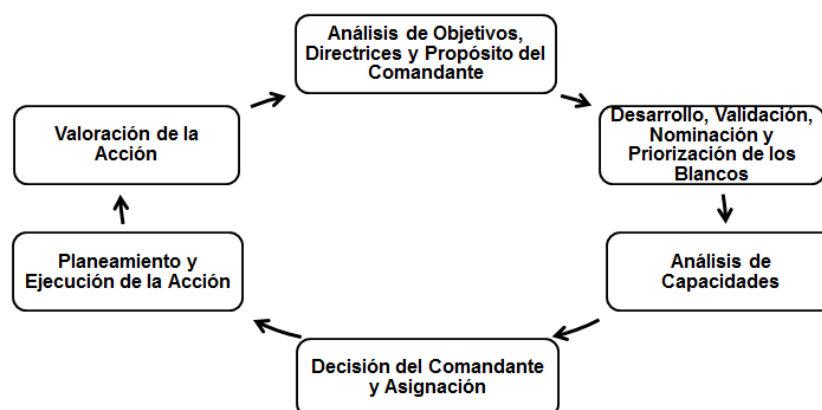 Análisis de Objetivos,
Directrices y Propósito del
Comandante
Desarrollo, Validación,
Nominación y
Priorización de los
Blancos
Análisis de
Capacidades
Decisión del Comandante
y Asignación
Planeamiento y
Ejecución de la Acción
Valoración de la
Acción